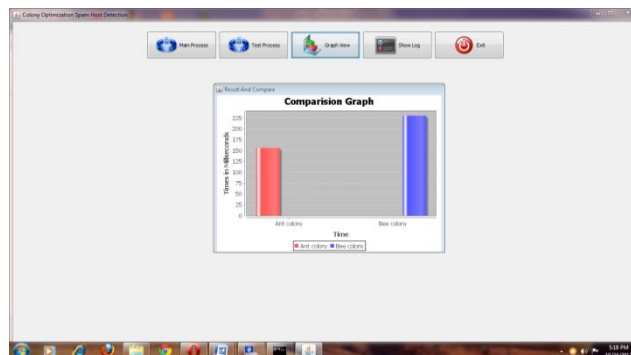 Colony Optimization Spam Host Detection
Main Process
Test Process
Graph View
Show Log
Exit
Result And Compare
Comparision Graph
Times in Milliseconds
225
200
175
150
125
100
75
50
25
0
Ant colony
Bee colony
Time
Ant colony
Bee colony
5:18 PM